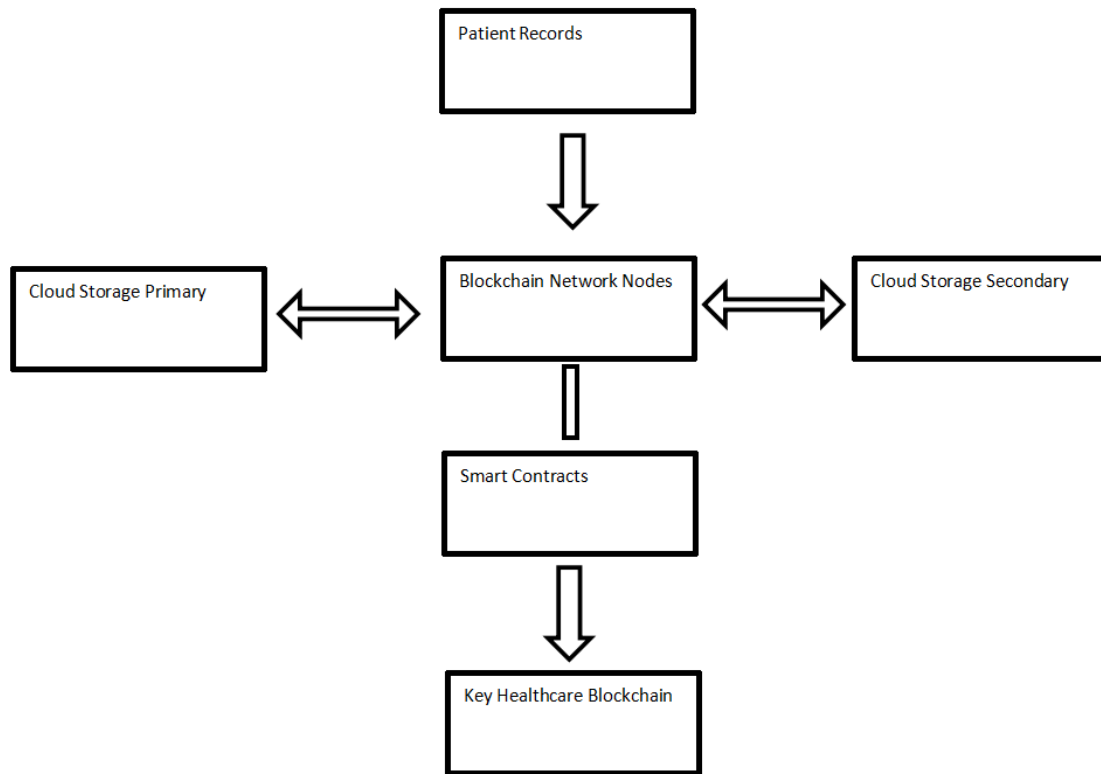 Patient Records
Cloud Storage Primary
Blockchain Network Nodes
Cloud Storage Secondary
Smart Contracts
Key Healthcare Blockchain